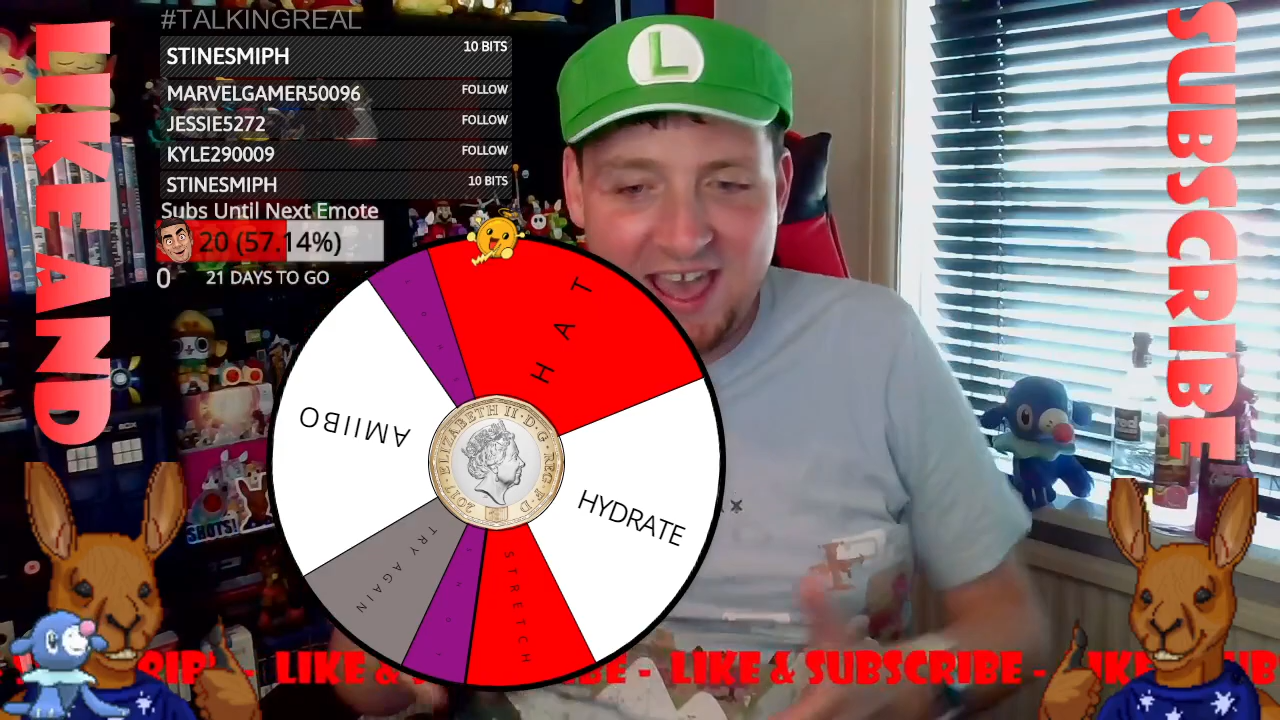 #TALKINGREAL
STINESMIPH 10 BITS
MARVELGAMER50096 FOLLOW
JESSIE5272 FOLLOW
KYLE290009 FOLLOW
STINESMIPH 10 BITS
Subs Until Next Emote
20 (57.14%)
0 21 DAYS TO GO
LIKE AND
SUBSCRIBE
L
HAT
HYDRATE
STRETCH
TRY AGAIN
AMIIBO
ELIZABETH II·D·G·REG·F·D·
2017
BOX
LIKE & SUBSCRIBE -